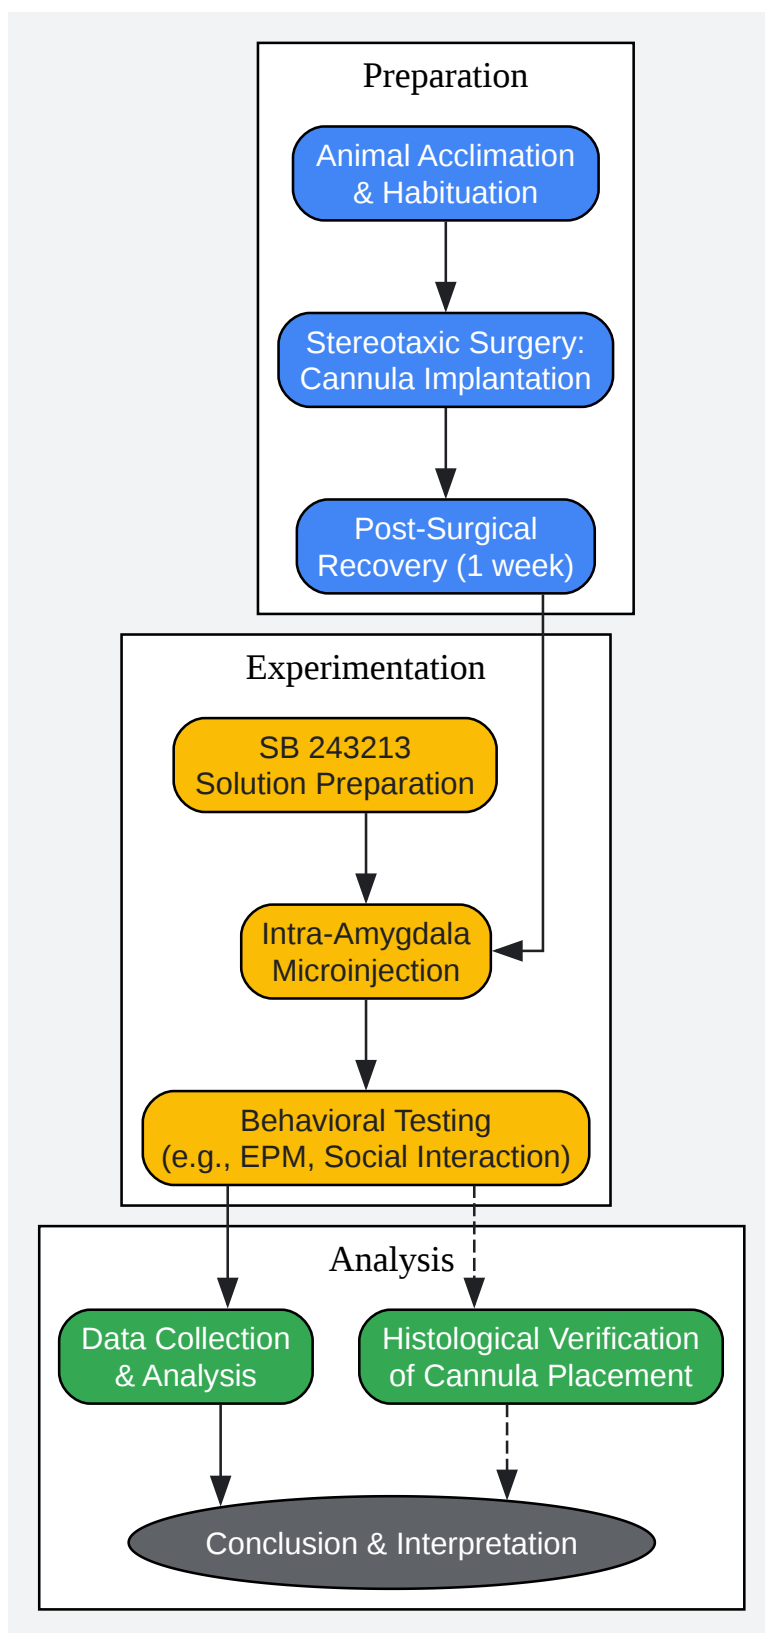 Preparation
Animal Acclimation
& Habituation
Stereotaxic Surgery:
Cannula Implantation
Post-Surgical
Recovery (1 week)
Experimentation
SB 243213
Solution Preparation
Intra-Amygdala
Microinjection
Behavioral Testing
(e.g., EPM, Social Interaction)
Analysis
Data Collection
& Analysis
Histological Verification
of Cannula Placement
Conclusion & Interpretation